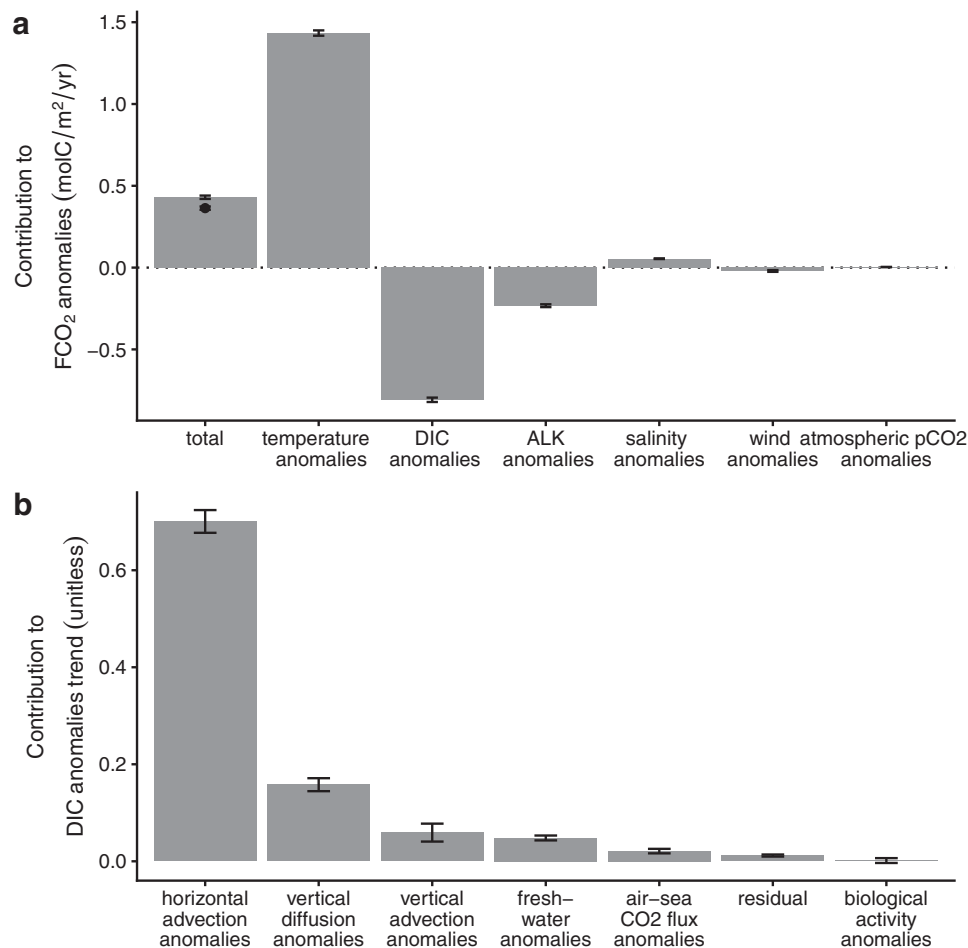 a
Contribution to
FCO₂ anomalies (molC/m²/yr)
1.5
1.0
0.5
0.0
−0.5
total
temperature
anomalies
DIC
anomalies
ALK
anomalies
salinity
anomalies
wind
anomalies
atmospheric pCO2
anomalies
b
Contribution to
DIC anomalies trend (unitless)
0.6
0.4
0.2
0.0
horizontal
advection
anomalies
vertical
diffusion
anomalies
vertical
advection
anomalies
fresh−
water
anomalies
air−sea
CO2 flux
anomalies
residual
biological
activity
anomalies